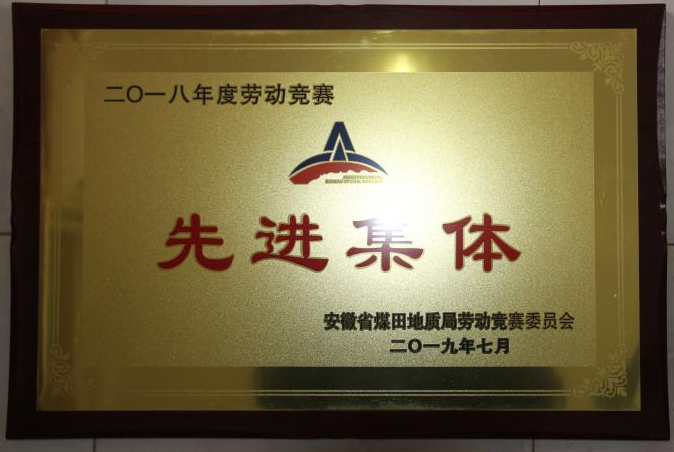 二〇一八年度劳动竞赛
先进集体
安徽省煤田地质局劳动竞赛委员会
二〇一九年七月